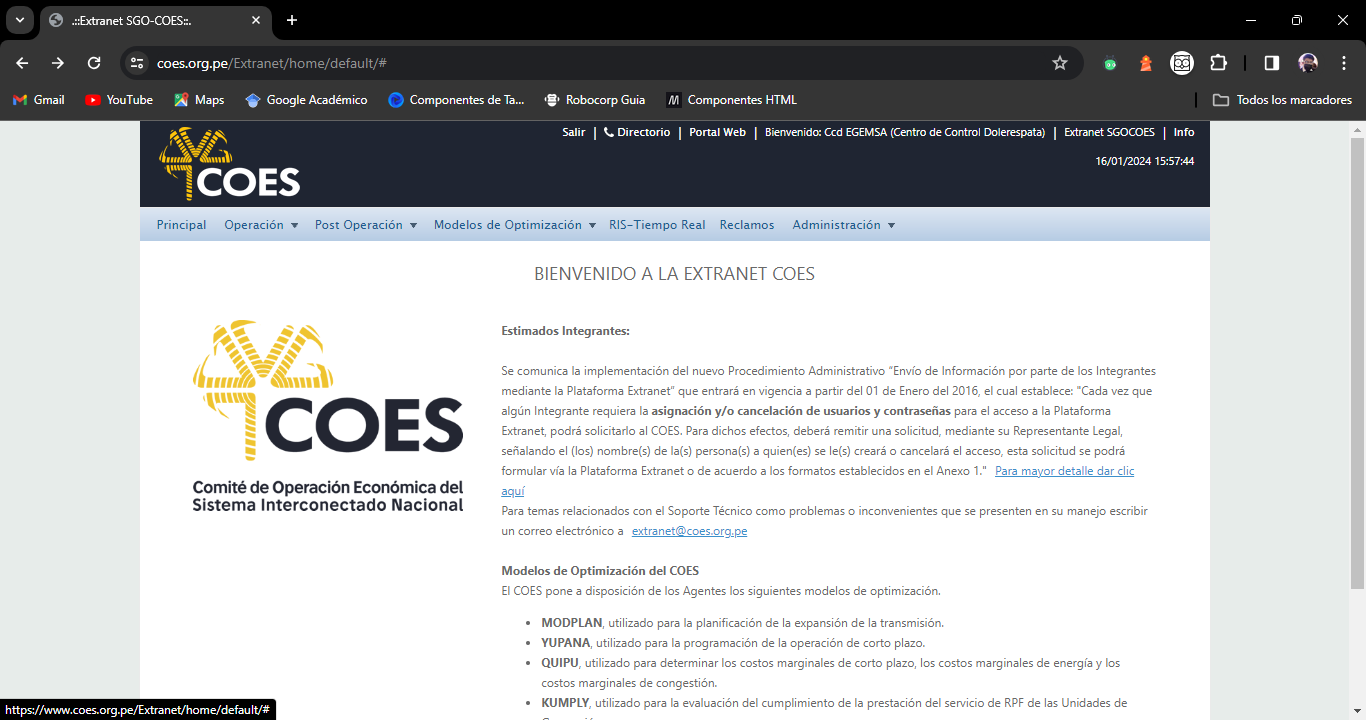 .::Extranet SGO-COES::.
coes.org.pe/Extranet/home/default/#
Gmail YouTube Maps Google Académico Componentes de Ta... Robocorp Guia Componentes HTML Todos los marcadores
COES
Salir | Directorio | Portal Web | Bienvenido: Ccd EGEMSA (Centro de Control Dolerespata) | Extranet SGOCOES | Info
16/01/2024 15:57:44
Principal Operación Post Operación Modelos de Optimización RIS-Tiempo Real Reclamos Administración
BIENVENIDO A LA EXTRANET COES
COES
Comité de Operación Económica del
Sistema Interconectado Nacional
Estimados Integrantes:
Se comunica la implementación del nuevo Procedimiento Administrativo "Envío de Información por parte de los Integrantes
mediante la Plataforma Extranet" que entrará en vigencia a partir del 01 de Enero del 2016, el cual establece: "Cada vez que
algún Integrante requiera la asignación y/o cancelación de usuarios y contraseñas para el acceso a la Plataforma
Extranet, podrá solicitarlo al COES. Para dichos efectos, deberá remitir una solicitud, mediante su Representante Legal,
señalando el (los) nombre(s) de la(s) persona(s) a quien(es) se le(s) creará o cancelará el acceso, esta solicitud se podrá
formular vía la Plataforma Extranet o de acuerdo a los formatos establecidos en el Anexo 1." Para mayor detalle dar clic
aquí
Para temas relacionados con el Soporte Técnico como problemas o inconvenientes que se presenten en su manejo escribir
un correo electrónico a extranet@coes.org.pe
Modelos de Optimización del COES
El COES pone a disposición de los Agentes los siguientes modelos de optimización.
• MODPLAN, utilizado para la planificación de la expansión de la transmisión.
• YUPANA, utilizado para la programación de la operación de corto plazo.
• QUIPU, utilizado para determinar los costos marginales de corto plazo, los costos marginales de energía y los
costos marginales de congestión.
• KUMPLY, utilizado para la evaluación del cumplimiento de la prestación del servicio de RPF de las Unidades de
https://www.coes.org.pe/Extranet/home/default/#